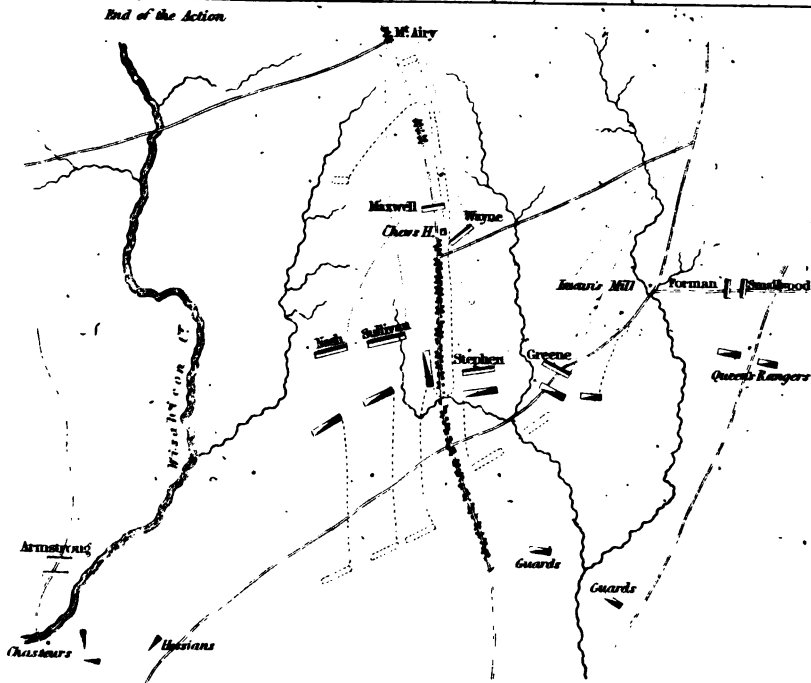 End of the Action
Mt. Airy
Maxwell
Wayne
Chews H.
Inman's Mill
Forman
Smallwood
Nash
Sullivan
Stephen
Greene
Queen's Rangers
Wisahicon Cr.
Armstrong
Guards
Guards
Chasseurs
Hessians